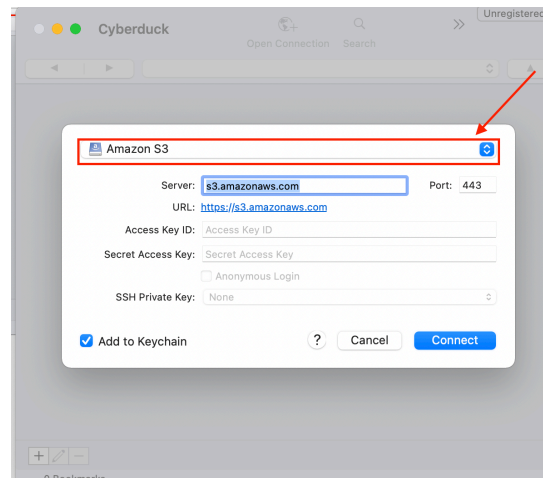 Unregistered
Cyberduck
Open Connection
Search
Amazon S3
Server: s3.amazonaws.com Port: 443
URL: https://s3.amazonaws.com
Access Key ID: Access Key ID
Secret Access Key: Secret Access Key
Anonymous Login
SSH Private Key: None
Add to Keychain ? Cancel Connect
0 Bookmarks